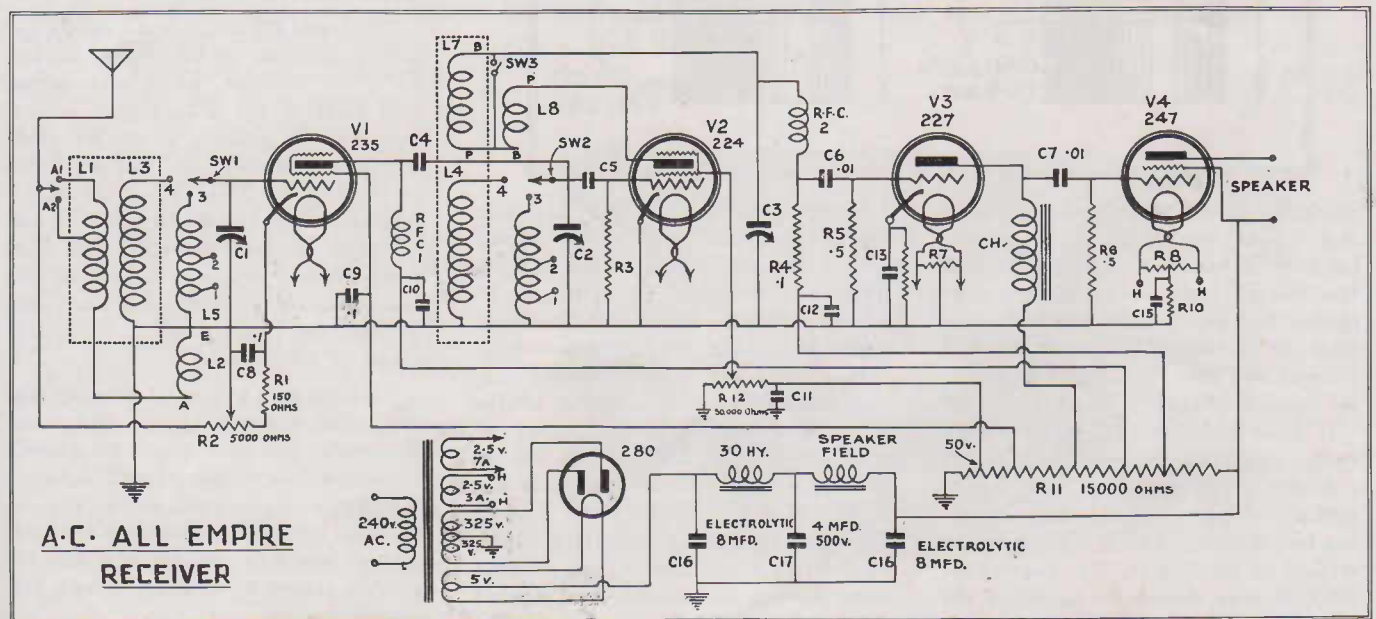 L7
B
SW3
P
L8
V1
235
C4
V2
224
R.F.C.
2
V3
227
V4
247
A1
L1
L3
SW1
4
A2
3
2
1
C1
L5
E
L2
A
C8
.1
R1
150
OHMS
R2
5000 OHMS
R
F
C
1
C9
.1
C10
P
B
L4
4
SW2
3
C5
2
1
C2
R3
C3
C6
.01
R4
.1
R5
.5
C12
C13
R7
CH.
C7 .01
R6
.5
R8
H
H
C15
R10
SPEAKER
R12
50,000 Ohms
C11
50v.
R11 15000 OHMS
A.C. ALL EMPIRE
RECEIVER
240v.
AC.
2.5v.
7A
H
2.5v.
3A.
H
325v.
325
v.
5v.
280
30 HY.
SPEAKER
FIELD
ELECTROLYTIC
8 MFD.
C16
4 MFD.
500v.
C17
C16
ELECTROLYTIC
8 MFD.